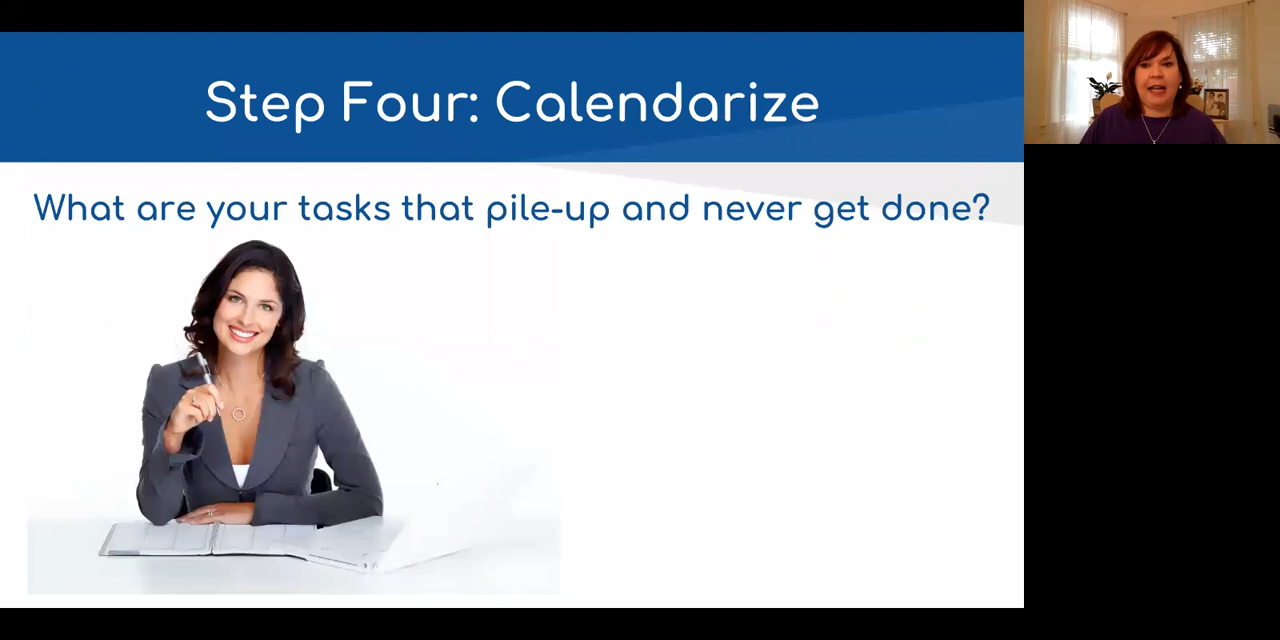 Step Four: Calendarize
What are your tasks that pile-up and never get done?